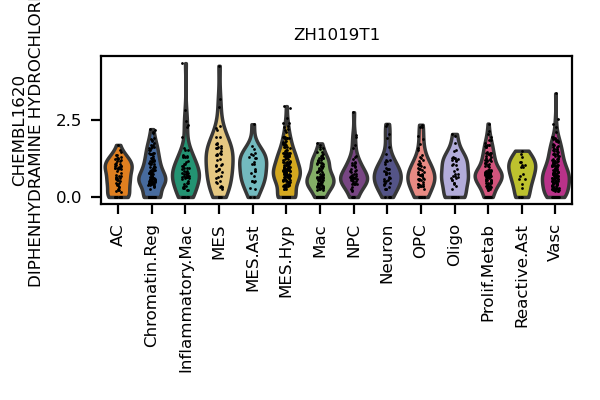 ZH1019T1
CHEMBL1620
DIPHENHYDRAMINE HYDROCHLOR
2.5
0.0
AC
Chromatin.Reg
Inflammatory.Mac
MES
MES.Ast
MES.Hyp
Mac
NPC
Neuron
OPC
Oligo
Prolif.Metab
Reactive.Ast
Vasc